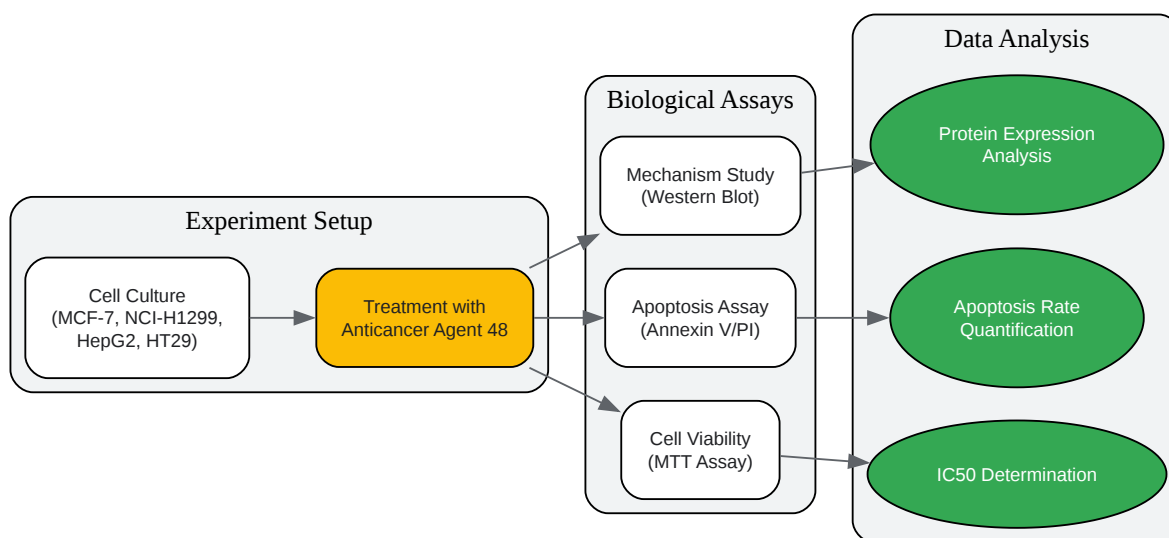 Experiment Setup
Cell Culture
(MCF-7, NCI-H1299,
HepG2, HT29)
Treatment with
Anticancer Agent 48
Biological Assays
Mechanism Study
(Western Blot)
Apoptosis Assay
(Annexin V/PI)
Cell Viability
(MTT Assay)
Data Analysis
Protein Expression
Analysis
Apoptosis Rate
Quantification
IC50 Determination